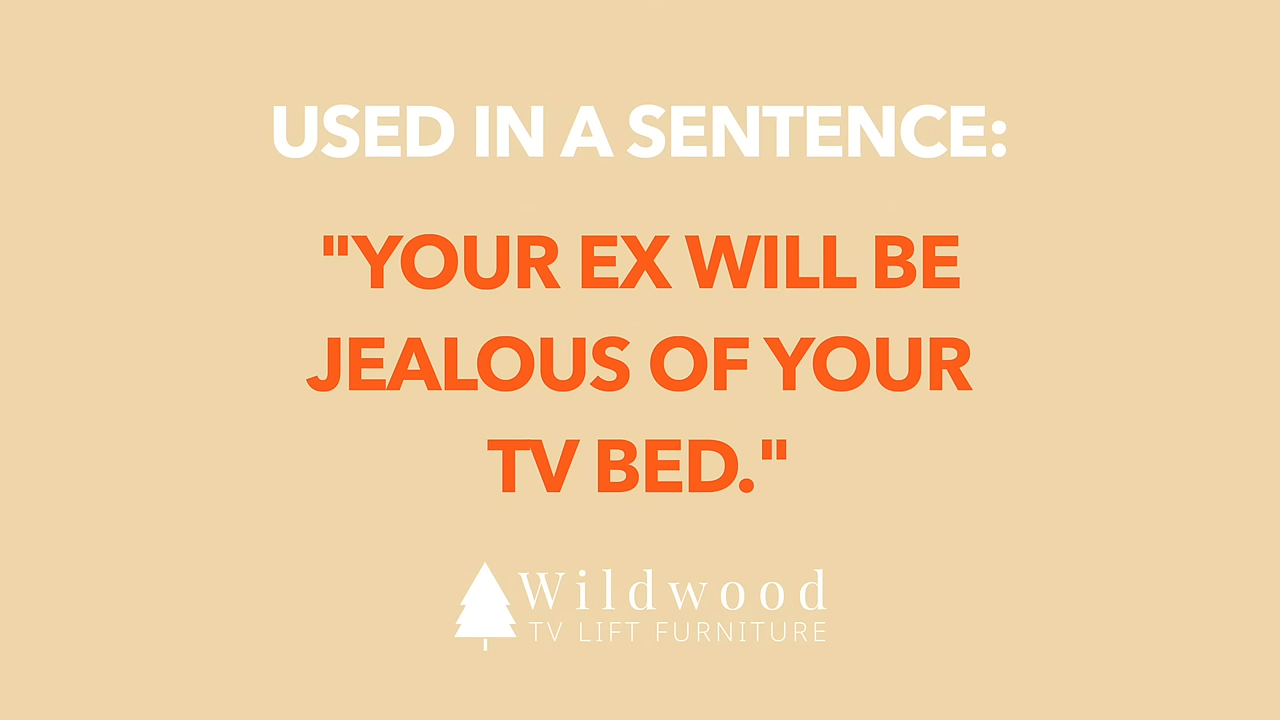 USED IN A SENTENCE:
"YOUR EX WILL BE
JEALOUS OF YOUR
TV BED."
Wildwood
TV LIFT FURNITURE